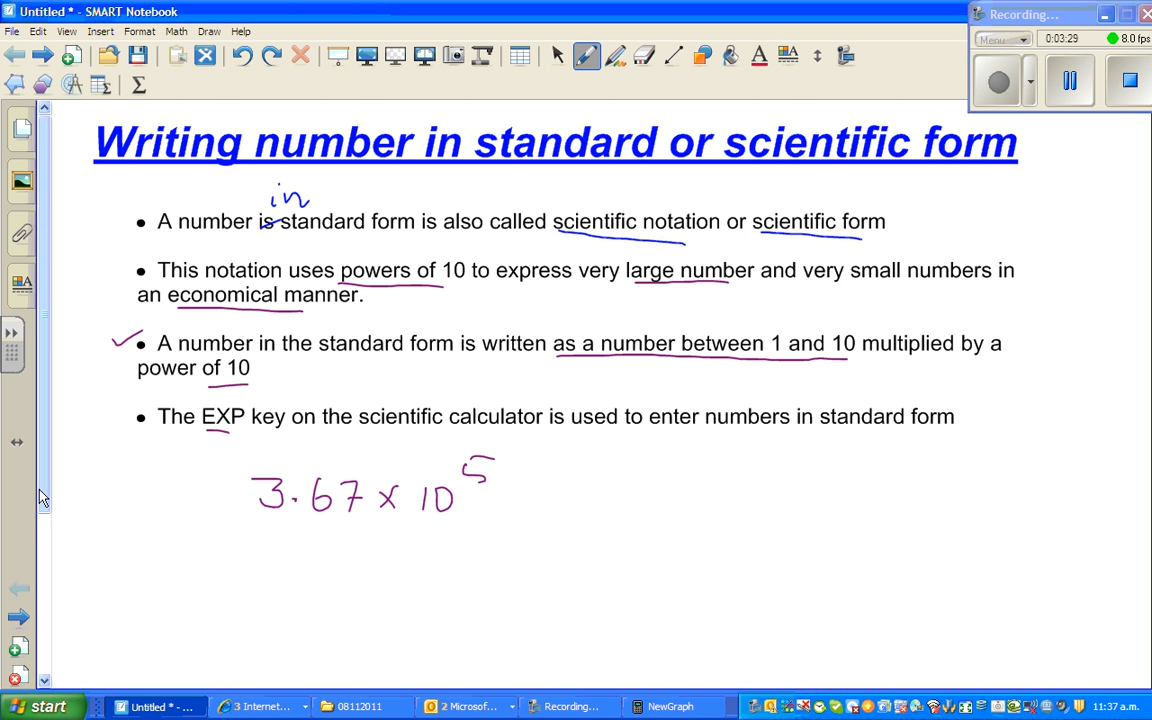 Untitled * - SMART Notebook
Recording...
File Edit View Insert Format Math Draw Help
Menu
0:03:29
8.0 fps
Writing number in standard or scientific form
in
• A number is standard form is also called scientific notation or scientific form
• This notation uses powers of 10 to express very large number and very small numbers in
an economical manner.
• A number in the standard form is written as a number between 1 and 10 multiplied by a
power of 10
• The EXP key on the scientific calculator is used to enter numbers in standard form
3.67 × 10⁵
start
Untitled * - ...
3 Internet...
08112011
2 Microsof...
Recording...
NewGraph
11:37 a.m.